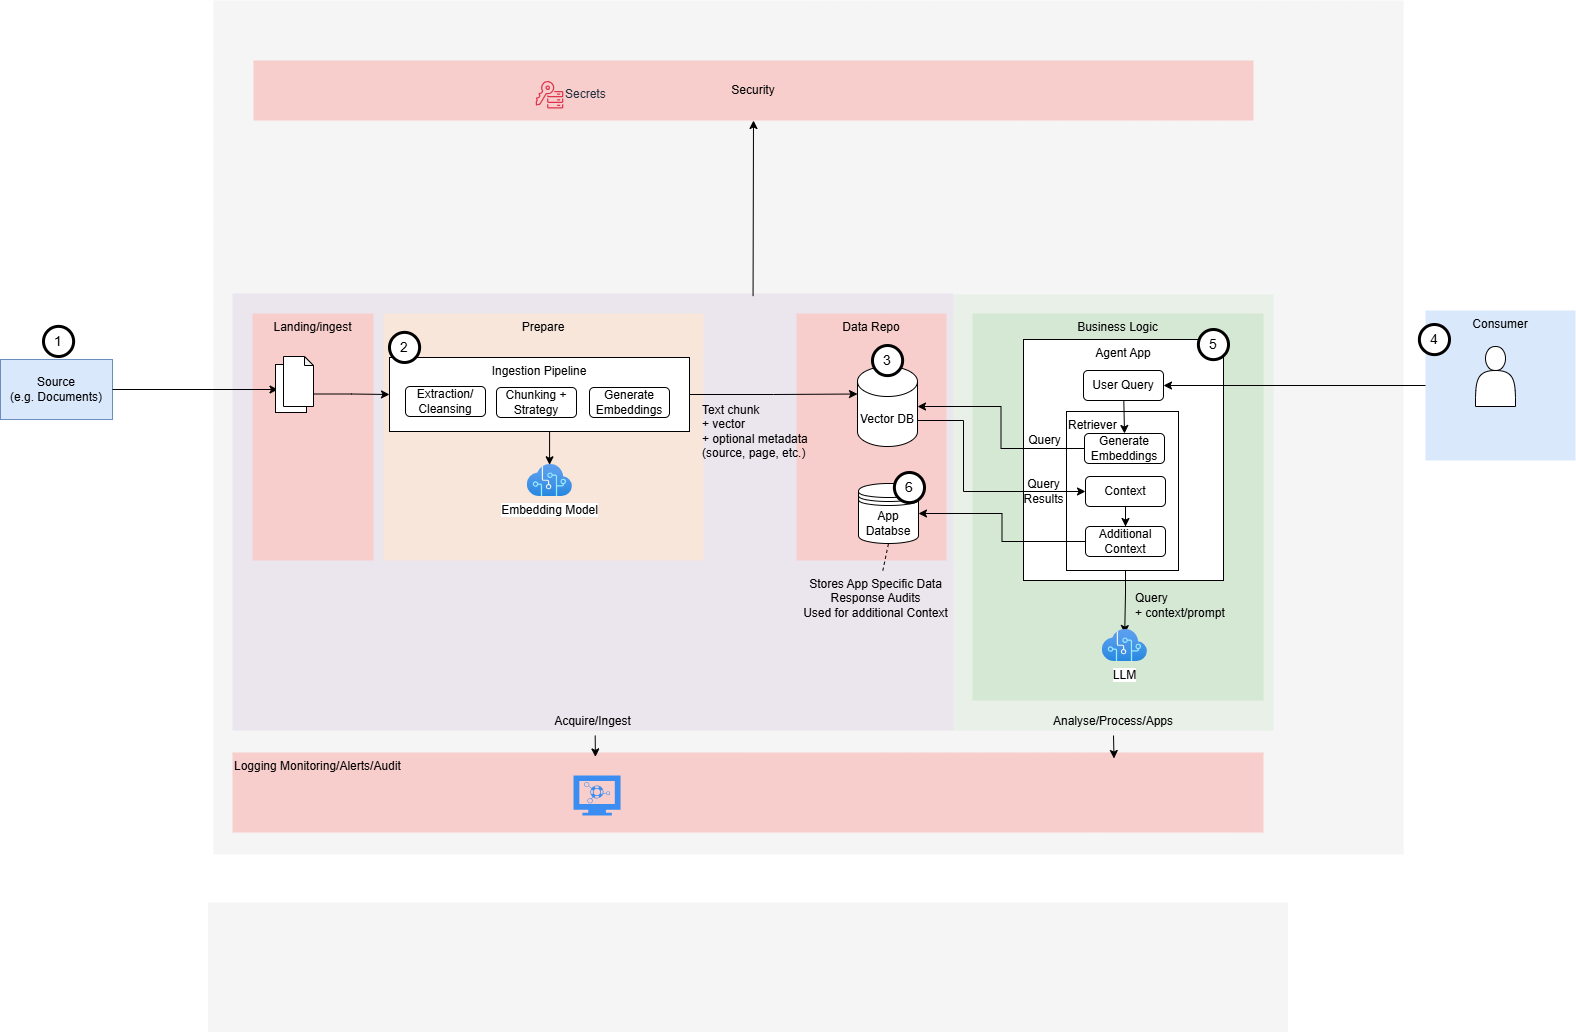 Secrets
Security
1
Source
(e.g. Documents)
Landing/ingest
Prepare
2
Ingestion Pipeline
Extraction/
Cleansing
Chunking +
Strategy
Generate
Embeddings
Embedding Model
Text chunk
+ vector
+ optional metadata
(source, page, etc.)
Data Repo
3
Vector DB
6
App
Databse
Stores App Specific Data
Response Audits
Used for additional Context
Business Logic
5
Agent App
User Query
Retriever
Generate
Embeddings
Query
Context
Query
Results
Additional
Context
Query
+ context/prompt
LLM
4
Consumer
Acquire/Ingest
Analyse/Process/Apps
Logging Monitoring/Alerts/Audit